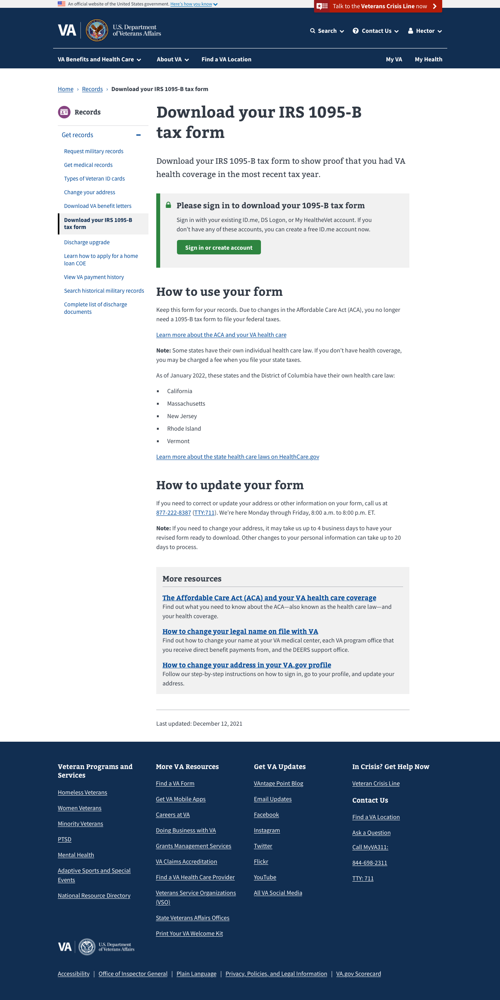 An official website of the United States government. Here's how you know
Talk to the Veterans Crisis Line now
VA
U.S. Department
of Veterans Affairs
Search
Contact Us
Hector
VA Benefits and Health Care
About VA
Find a VA Location
My VA
My Health
Home › Records › Download your IRS 1095-B tax form
Records
Get records
Request military records
Get medical records
Types of Veteran ID cards
Change your address
Download VA benefit letters
Download your IRS 1095-B
tax form
Discharge upgrade
Learn how to apply for a home
loan COE
View VA payment history
Search historical military records
Complete list of discharge
documents
Download your IRS 1095-B
tax form
Download your IRS 1095-B tax form to show proof that you had VA
health coverage in the most recent tax year.
Please sign in to download your 1095-B tax form
Sign in with your existing ID.me, DS Logon, or My HealtheVet account. If you
don’t have any of these accounts, you can create a free ID.me account now.
Sign in or create account
How to use your form
Keep this form for your records. Due to changes in the Affordable Care Act (ACA), you no longer
need a 1095-B tax form to file your federal taxes.
Learn more about the ACA and your VA health care
Note: Some states have their own individual health care law. If you don’t have health coverage,
you may be charged a fee when you file your state taxes.
As of January 2022, these states and the District of Columbia have their own health care law:
▪ California
▪ Massachusetts
▪ New Jersey
▪ Rhode Island
▪ Vermont
Learn more about the state health care laws on HealthCare.gov
How to update your form
If you need to correct or update your address or other information on your form, call us at
877-222-8387 (TTY:711). We’re here Monday through Friday, 8:00 a.m. to 8:00 p.m. ET.
Note: If you need to change your address, it may take us up to 4 business days to have your
revised form ready to download. Other changes to your personal information can take up to 20
days to process.
More resources
The Affordable Care Act (ACA) and your VA health care coverage
Find out what you need to know about the ACA—also known as the health care law—and
your health coverage.
How to change your legal name on file with VA
Find out how to change your name at your VA medical center, each VA program office that
you receive direct benefit payments from, and the DEERS support office.
How to change your address in your VA.gov profile
Follow our step-by-step instructions on how to sign in, go to your profile, and update your
address.
Last updated: December 12, 2021
Veteran Programs and
Services
Homeless Veterans
Women Veterans
Minority Veterans
PTSD
Mental Health
Adaptive Sports and Special
Events
National Resource Directory
More VA Resources
Find a VA Form
Get VA Mobile Apps
Careers at VA
Doing Business with VA
Grants Management Services
VA Claims Accreditation
Find a VA Health Care Provider
Veterans Service Organizations
(VSO)
State Veterans Affairs Offices
Print Your VA Welcome Kit
Get VA Updates
VAntage Point Blog
Email Updates
Facebook
Instagram
Twitter
Flickr
YouTube
All VA Social Media
In Crisis? Get Help Now
Veteran Crisis Line
Contact Us
Find a VA Location
Ask a Question
Call MyVA311:
844-698-2311
TTY: 711
VA
U.S. Department
of Veterans Affairs
Accessibility | Office of Inspector General | Plain Language | Privacy, Policies, and Legal Information | VA.gov Scorecard